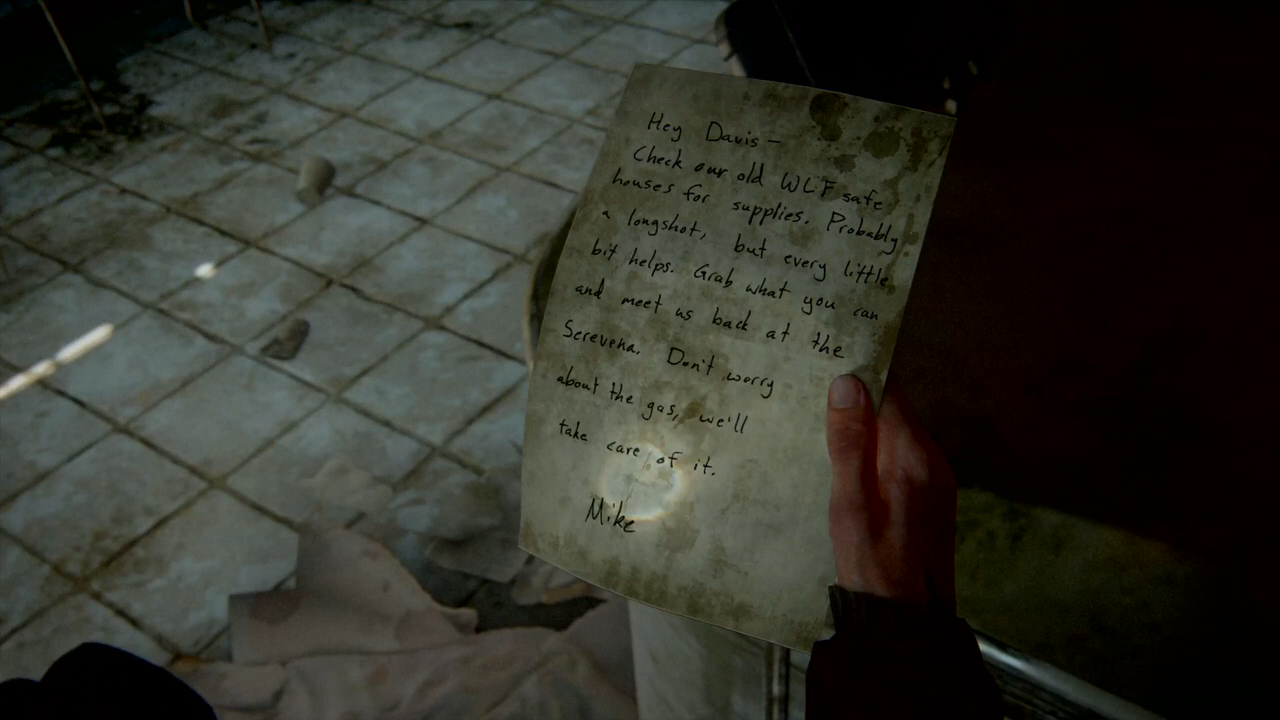 Hey Davis –
Check our old WLF safe
houses for supplies. Probably
a longshot, but every little
bit helps. Grab what you can
and meet us back at the
Serevena. Don't worry
about the gas, we'll
take care of it.
Mike